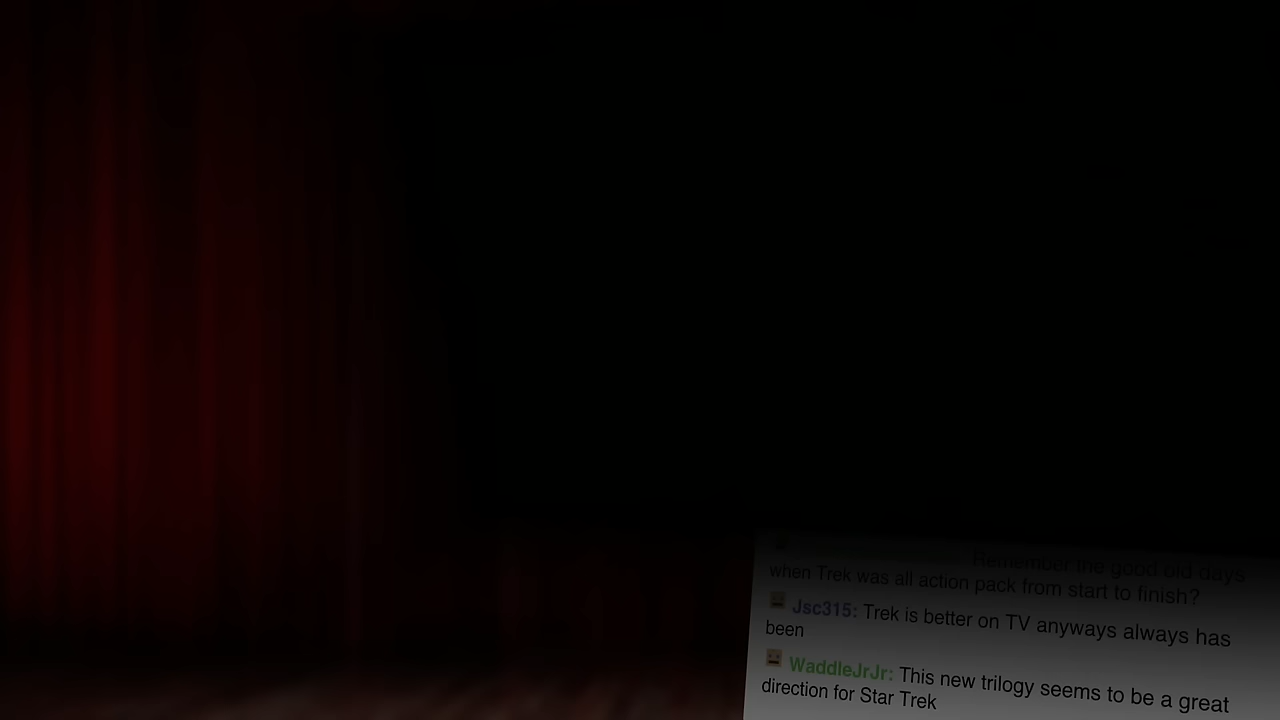 Remember the good old days
when Trek was all action pack from start to finish?
Jsc315: Trek is better on TV anyways always has
been
WaddleJrJr: This new trilogy seems to be a great
direction for Star Trek